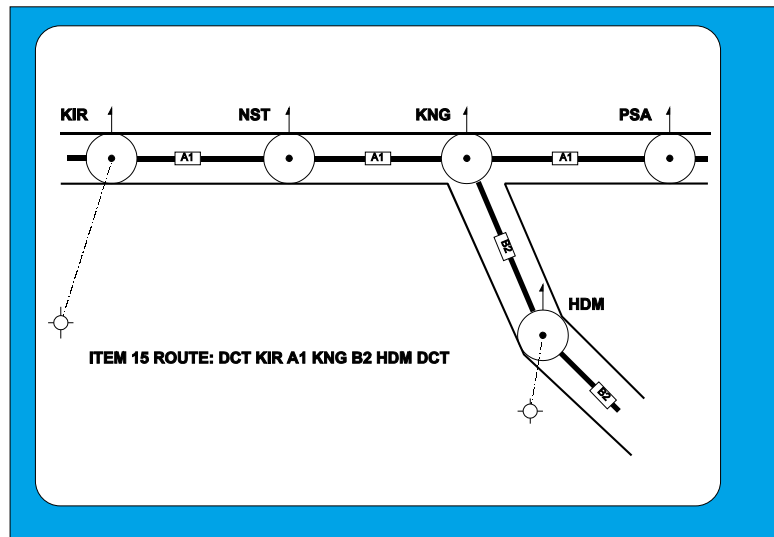 KIR NST KNG PSA
A1 A1 A1
B2
HDM
ITEM 15 ROUTE: DCT KIR A1 KNG B2 HDM DCT
B2